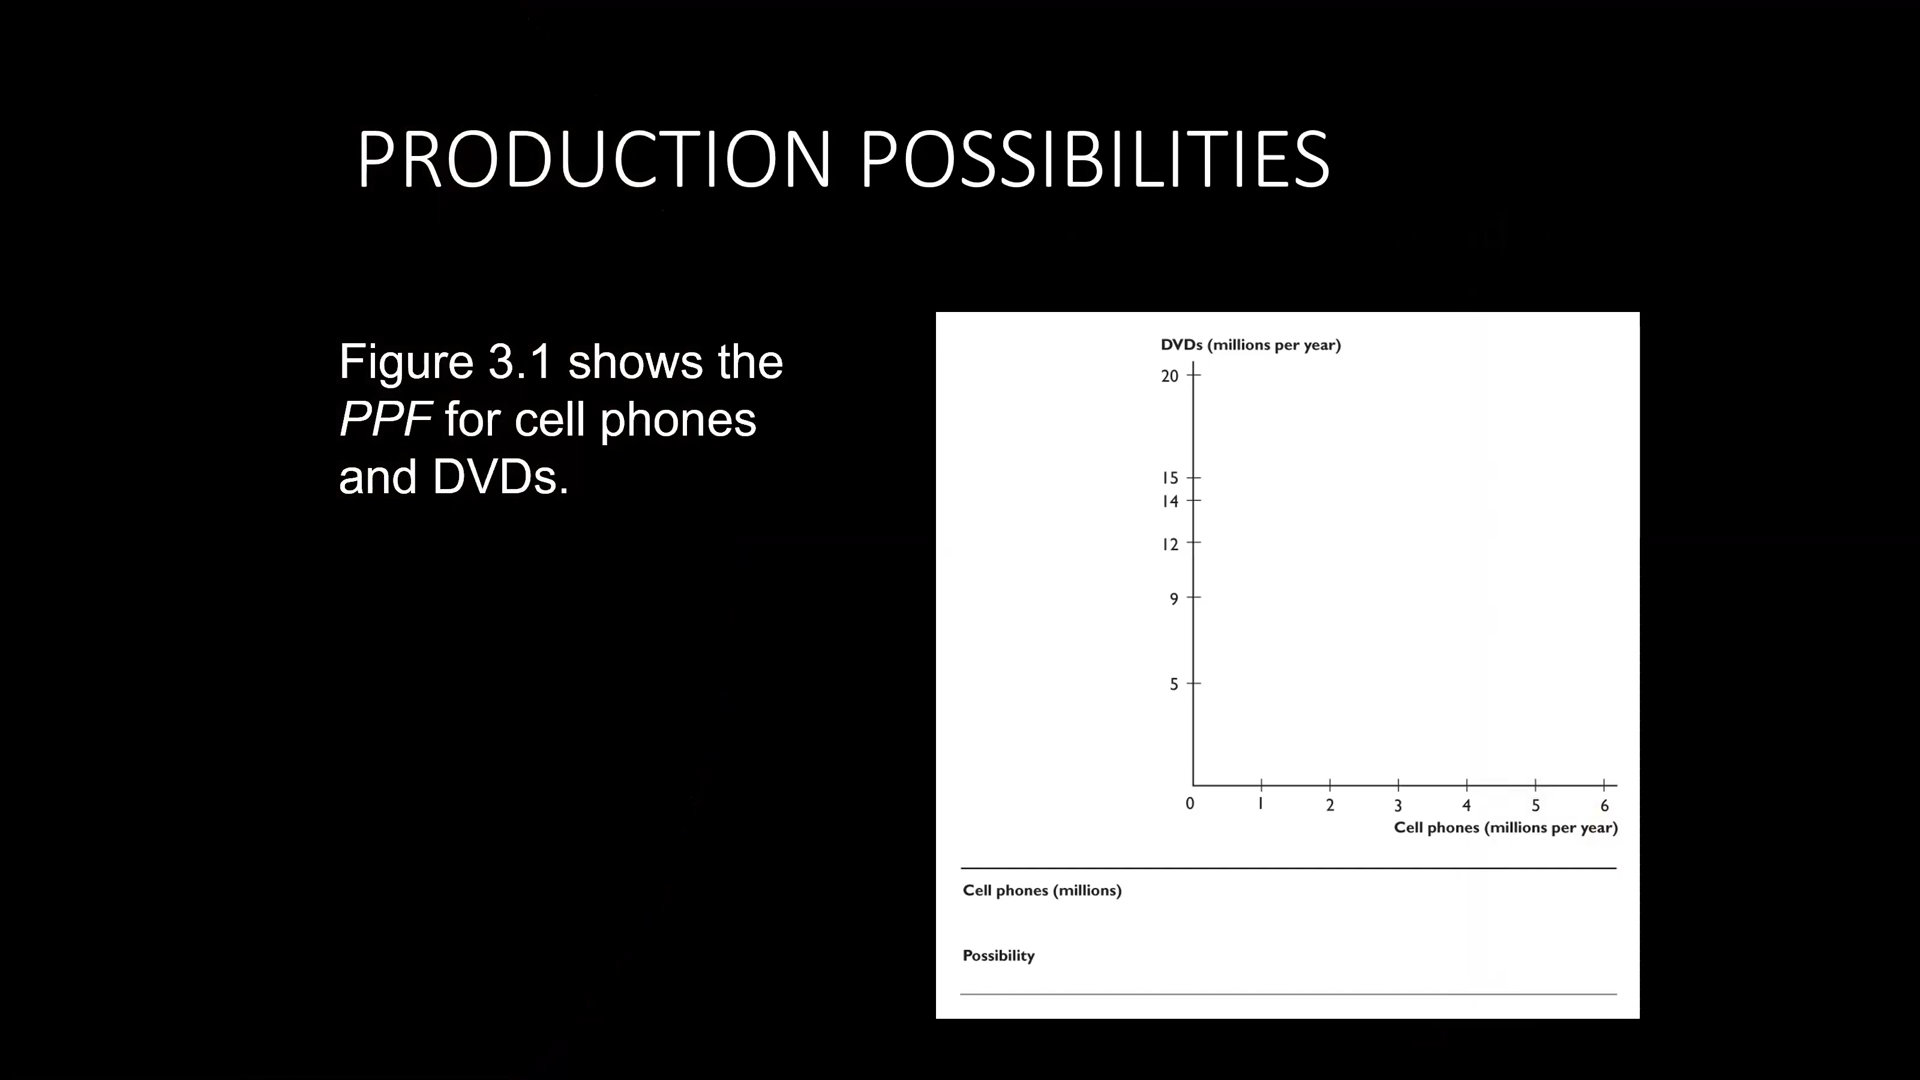 PRODUCTION POSSIBILITIES
Figure 3.1 shows the
PPF for cell phones
and DVDs.
DVDs (millions per year)
20
15
14
12
9
5
0 1 2 3 4 5 6
Cell phones (millions per year)
Cell phones (millions)
Possibility